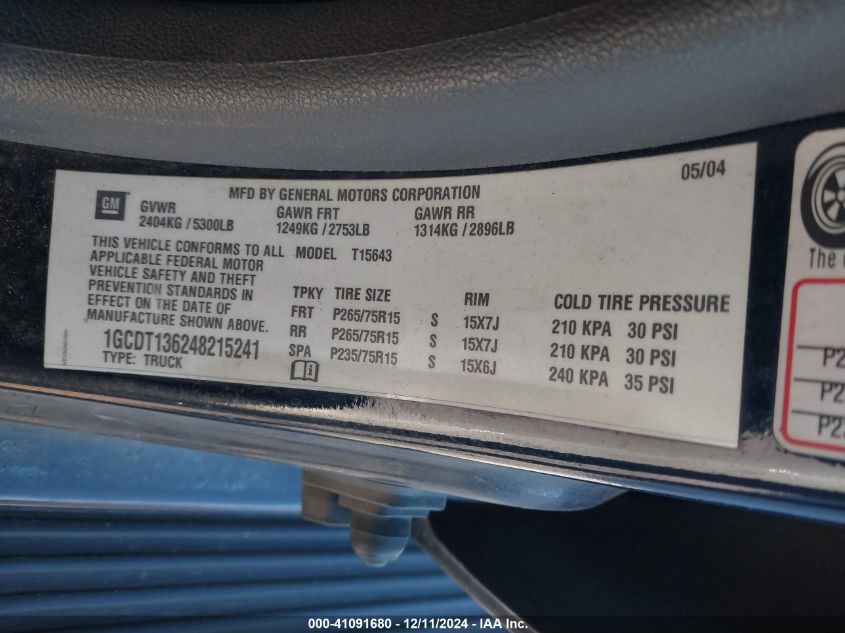 05/04
MFD BY GENERAL MOTORS CORPORATION
GM
GVWR GAWR FRT GAWR RR
2404KG / 5300LB 1249KG / 2753LB 1314KG / 2896LB
THIS VEHICLE CONFORMS TO ALL MODEL T15643
APPLICABLE FEDERAL MOTOR
VEHICLE SAFETY AND THEFT
PREVENTION STANDARDS IN
EFFECT ON THE DATE OF
MANUFACTURE SHOWN ABOVE.
1GCDT136248215241
TYPE: TRUCK
TPKY TIRE SIZE RIM COLD TIRE PRESSURE
FRT P265/75R15 S 15X7J 210 KPA 30 PSI
RR P265/75R15 S 15X7J 210 KPA 30 PSI
SPA P235/75R15 S 15X6J 240 KPA 35 PSI
The
P2
P2
P23
000-41091680 - 12/11/2024 - IAA Inc.